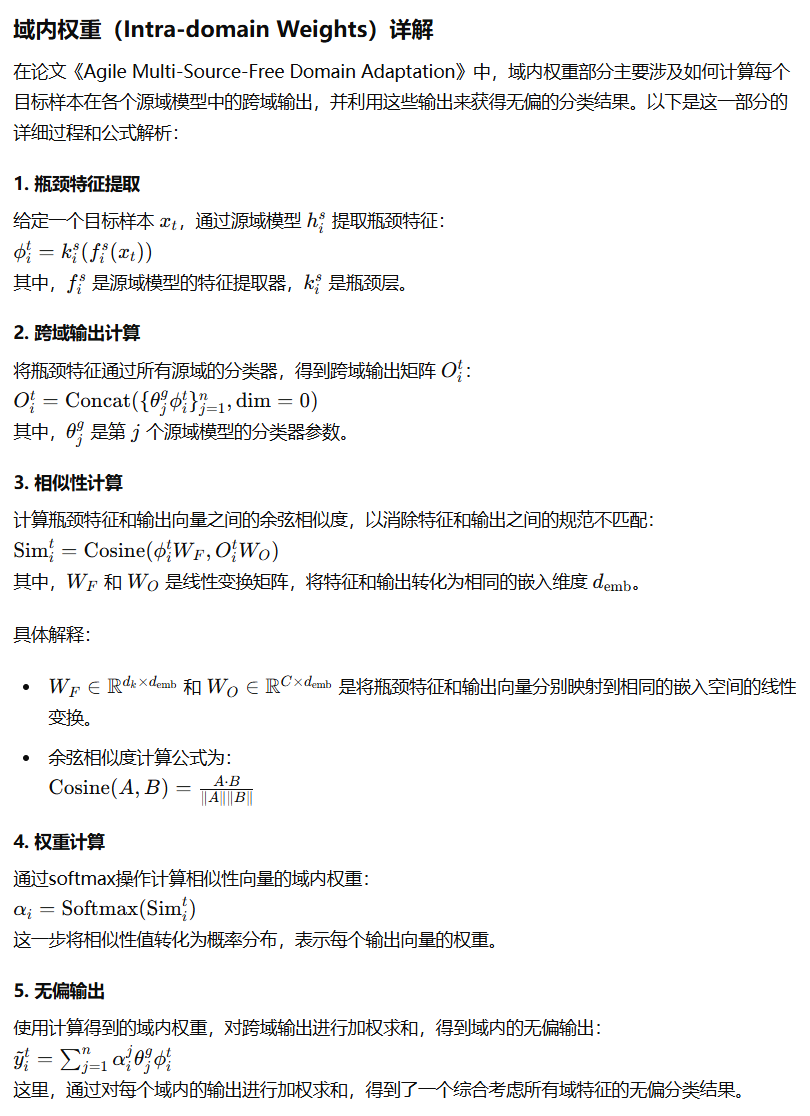 域内权重（Intra-domain Weights）详解
在论文《Agile Multi-Source-Free Domain Adaptation》中，域内权重部分主要涉及如何计算每个
目标样本在各个源域模型中的跨域输出，并利用这些输出来获得无偏的分类结果。以下是这一部分的
详细过程和公式解析：
1. 瓶颈特征提取
给定一个目标样本 $x_t$，通过源域模型 $h_i^s$ 提取瓶颈特征：
$\phi_i^t = k_i^s(f_i^s(x_t))$
其中，$f_i^s$ 是源域模型的特征提取器，$k_i^s$ 是瓶颈层。
2. 跨域输出计算
将瓶颈特征通过所有源域的分类器，得到跨域输出矩阵 $O_i^t$：
$O_i^t = \text{Concat}(\{\theta_j^g \phi_i^t\}_{j=1}^n, \text{dim} = 0)$
其中，$\theta_j^g$ 是第 $j$ 个源域模型的分类器参数。
3. 相似性计算
计算瓶颈特征和输出向量之间的余弦相似度，以消除特征和输出之间的规范不匹配：
$\text{Sim}_i^t = \text{Cosine}(\phi_i^t W_F, O_i^t W_O)$
其中，$W_F$ 和 $W_O$ 是线性变换矩阵，将特征和输出转化为相同的嵌入维度 $d_{\text{emb}}$。
具体解释：
• $W_F \in \mathbb{R}^{d_k \times d_{\text{emb}}}$ 和 $W_O \in \mathbb{R}^{C \times d_{\text{emb}}}$ 是将瓶颈特征和输出向量分别映射到相同的嵌入空间的线性
变换。
• 余弦相似度计算公式为：
$\text{Cosine}(A, B) = \frac{A \cdot B}{\|A\|\|B\|}$
4. 权重计算
通过softmax操作计算相似性向量的域内权重：
$\alpha_i = \text{Softmax}(\text{Sim}_i^t)$
这一步将相似性值转化为概率分布，表示每个输出向量的权重。
5. 无偏输出
使用计算得到的域内权重，对跨域输出进行加权求和，得到域内的无偏输出：
$\tilde{y}_i^t = \sum_{j=1}^n \alpha_i^j \theta_j^g \phi_i^t$
这里，通过对每个域内的输出进行加权求和，得到了一个综合考虑所有域特征的无偏分类结果。